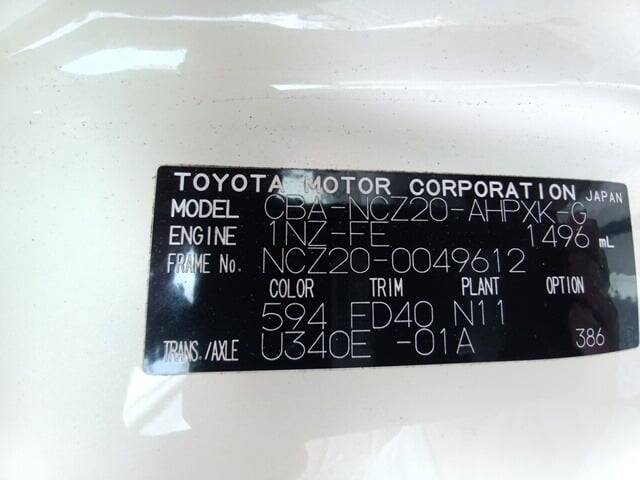 TOYOTA MOTOR CORPORATION JAPAN
MODEL CBA-NCZ20-AHPXK-G
ENGINE 1NZ-FE 1496 mL
FRAME No. NCZ20-0049612
COLOR TRIM PLANT OPTION
594 FD40 N11
TRANS./AXLE U340E -01A 386